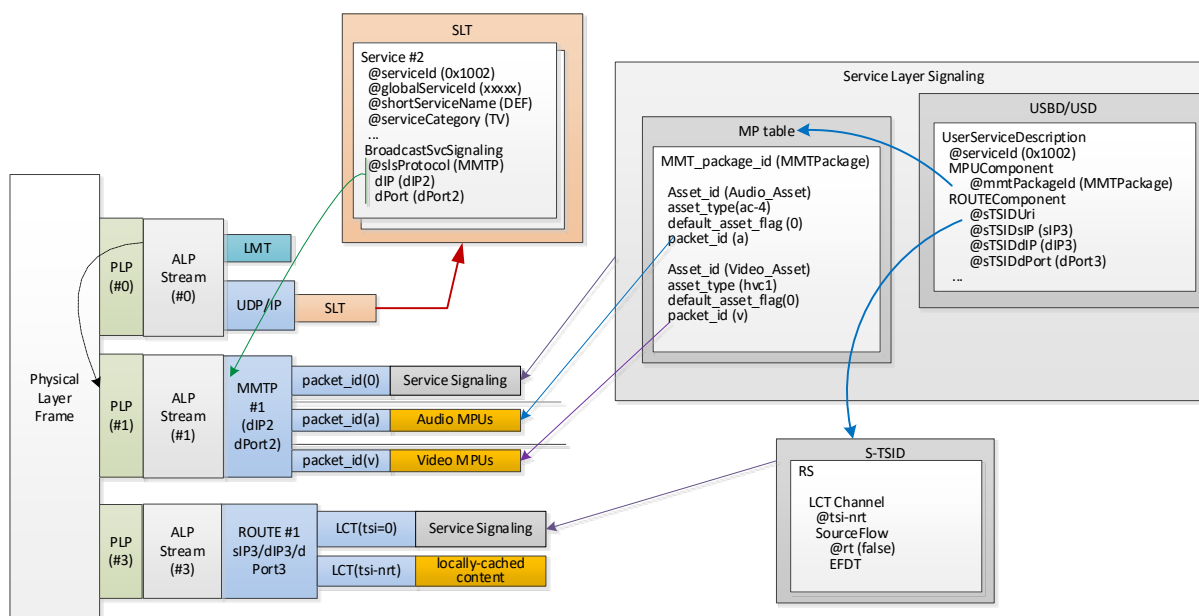 SLT
Service #2
@serviceId (0x1002)
@globalServiceId (xxxxx)
@shortServiceName (DEF)
@serviceCategory (TV)
...
BroadcastSvcSignaling
@slsProtocol (MMTP)
dIP (dIP2)
dPort (dPort2)
Service Layer Signaling
USBD/USD
UserServiceDescription
@serviceId (0x1002)
MPUComponent
@mmtPackageId (MMTPackage)
ROUTEComponent
@sTSIDUri
@sTSIDsIP (sIP3)
@sTSIDdIP (dIP3)
@sTSIDdPort (dPort3)
...
MP table
MMT_package_id (MMTPackage)
Asset_id (Audio_Asset)
asset_type(ac-4)
default_asset_flag (0)
packet_id (a)
Asset_id (Video_Asset)
asset_type (hvc1)
default_asset_flag(0)
packet_id (v)
Physical
Layer
Frame
PLP
(#0)
ALP
Stream
(#0)
LMT
UDP/IP
SLT
PLP
(#1)
ALP
Stream
(#1)
MMTP
#1
(dIP2
dPort2)
packet_id(0)
Service Signaling
packet_id(a)
Audio MPUs
packet_id(v)
Video MPUs
PLP
(#3)
ALP
Stream
(#3)
ROUTE #1
sIP3/dIP3/d
Port3
LCT(tsi=0)
Service Signaling
LCT(tsi-nrt)
locally-cached
content
S-TSID
RS
LCT Channel
@tsi-nrt
SourceFlow
@rt (false)
EFDT